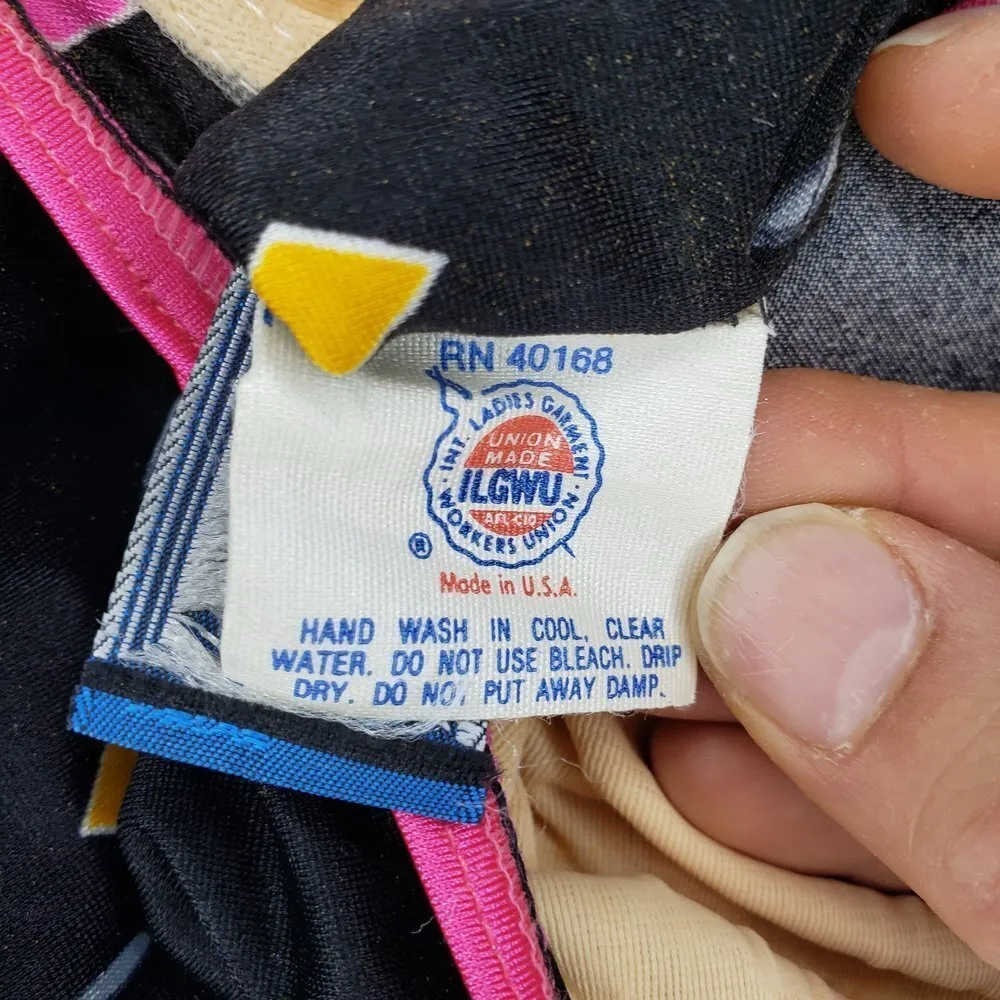 RN 40168
INT. LADIES GARMENT
UNION
MADE
ILGWU
AFL-CIO
WORKERS UNION
®
Made in U.S.A.
HAND WASH IN COOL, CLEAR
WATER. DO NOT USE BLEACH. DRIP
DRY. DO NOT PUT AWAY DAMP.